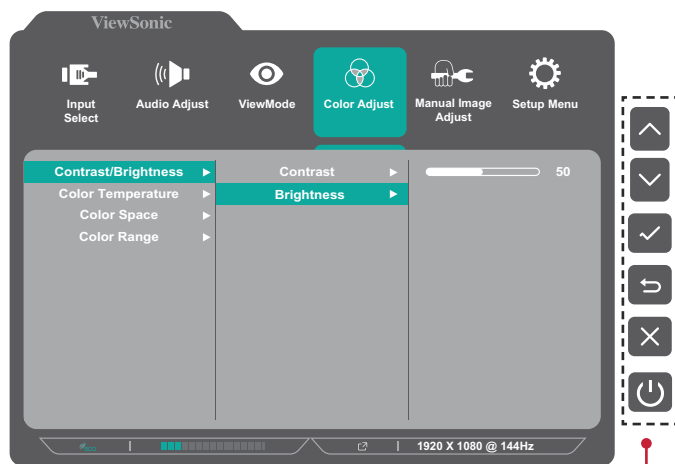 ViewSonic
Input Select
Audio Adjust
ViewMode
Color Adjust
Manual Image Adjust
Setup Menu
Contrast/Brightness
Contrast
50
Color Temperature
Brightness
Color Space
Color Range
ECO
1920 X 1080 @ 144Hz